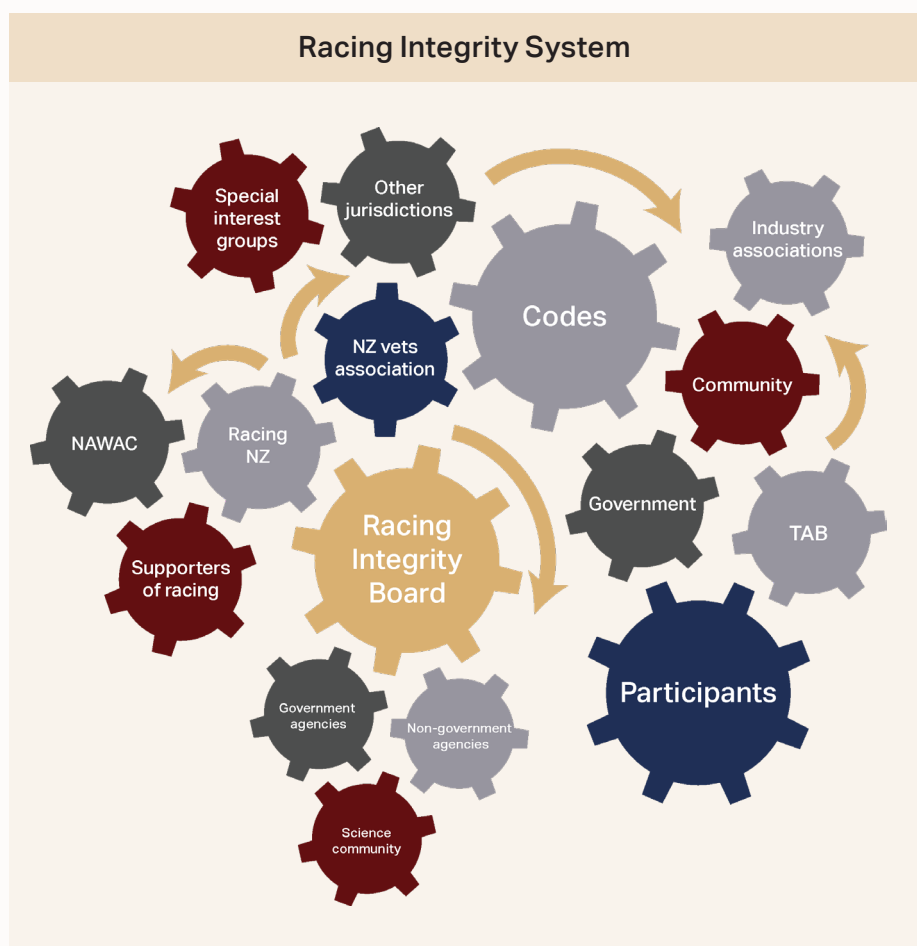 Racing Integrity System
Special
interest
groups
Other
jurisdictions
Industry
associations
Codes
NZ vets
association
Community
NAWAC
Racing
NZ
Government
TAB
Racing
Integrity
Board
Supporters
of racing
Participants
Government
agencies
Non-government
agencies
Science
community